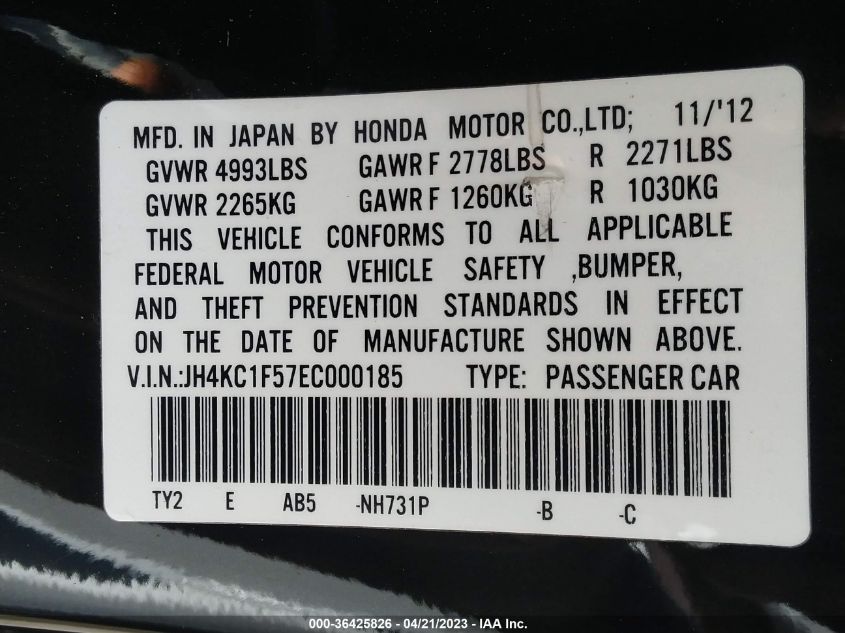 MFD. IN JAPAN BY HONDA MOTOR CO.,LTD; 11/'12
GVWR 4993LBS GAWR F 2778LBS R 2271LBS
GVWR 2265KG GAWR F 1260KG R 1030KG
THIS VEHICLE CONFORMS TO ALL APPLICABLE
FEDERAL MOTOR VEHICLE SAFETY ,BUMPER,
AND THEFT PREVENTION STANDARDS IN EFFECT
ON THE DATE OF MANUFACTURE SHOWN ABOVE.
V.I.N.:JH4KC1F57EC000185 TYPE: PASSENGER CAR
TY2 E AB5 -NH731P -B -C
000-36425826 - 04/21/2023 - IAA Inc.